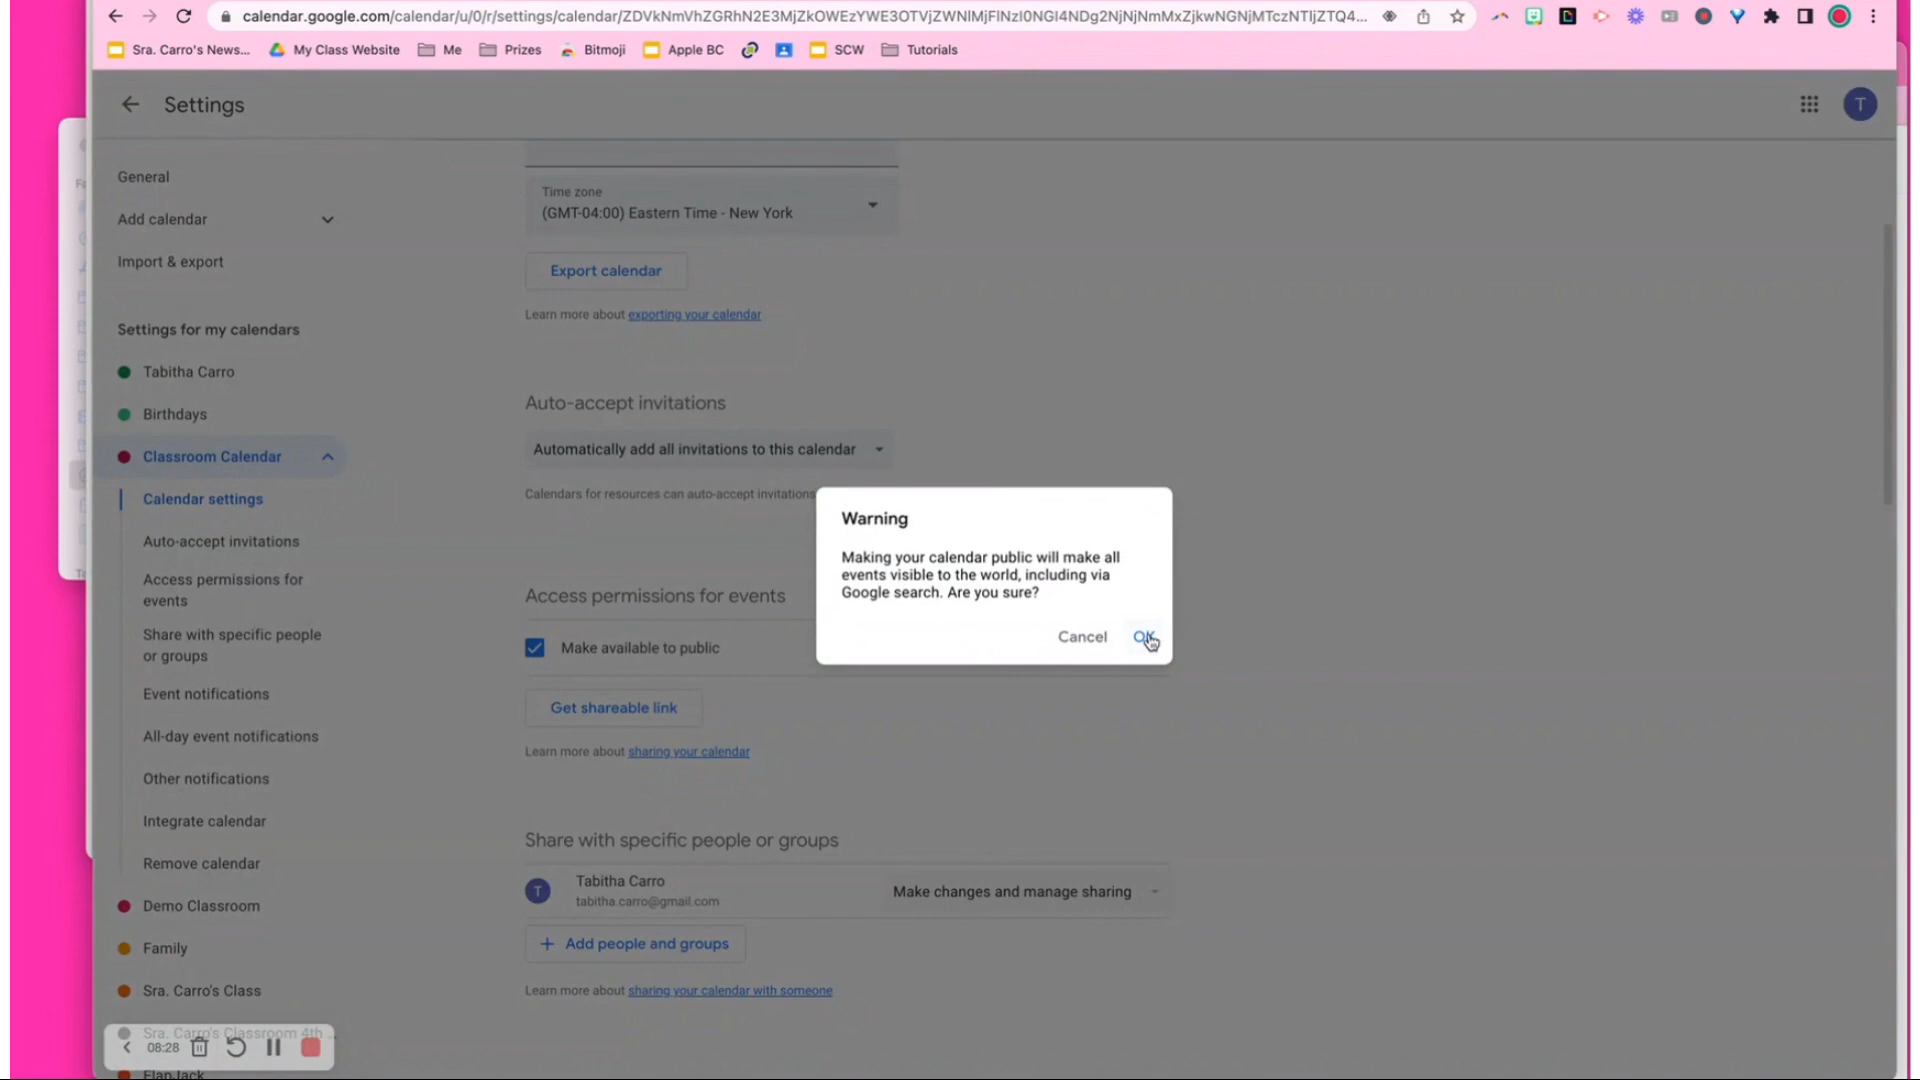 calendar.google.com/calendar/u/0/r/settings/calendar/ZDVkNmVhZGRhN2E3MjZkOWEzYWE3OTVjZWNlMjFlNzI0NGI4NDg2NjNjNmMxZjkwNGNjMTczNTljZTQ4...
Sra. Carro's News...
My Class Website
Me
Prizes
Bitmoji
Apple BC
SCW
Tutorials
Settings
T
General
Add calendar
Import & export
Settings for my calendars
Tabitha Carro
Birthdays
Classroom Calendar
Calendar settings
Auto-accept invitations
Access permissions for
events
Share with specific people
or groups
Event notifications
All-day event notifications
Other notifications
Integrate calendar
Remove calendar
Demo Classroom
Family
Sra. Carro's Class
Sra. Carro's Classroom 4th ...
FlapJack
08:28
Time zone
(GMT-04:00) Eastern Time - New York
Export calendar
Learn more about exporting your calendar
Auto-accept invitations
Automatically add all invitations to this calendar
Calendars for resources can auto-accept invitations
Access permissions for events
Make available to public
Get shareable link
Learn more about sharing your calendar
Share with specific people or groups
T
Tabitha Carro
tabitha.carro@gmail.com
Make changes and manage sharing
+ Add people and groups
Learn more about sharing your calendar with someone
Warning
Making your calendar public will make all
events visible to the world, including via
Google search. Are you sure?
Cancel
OK